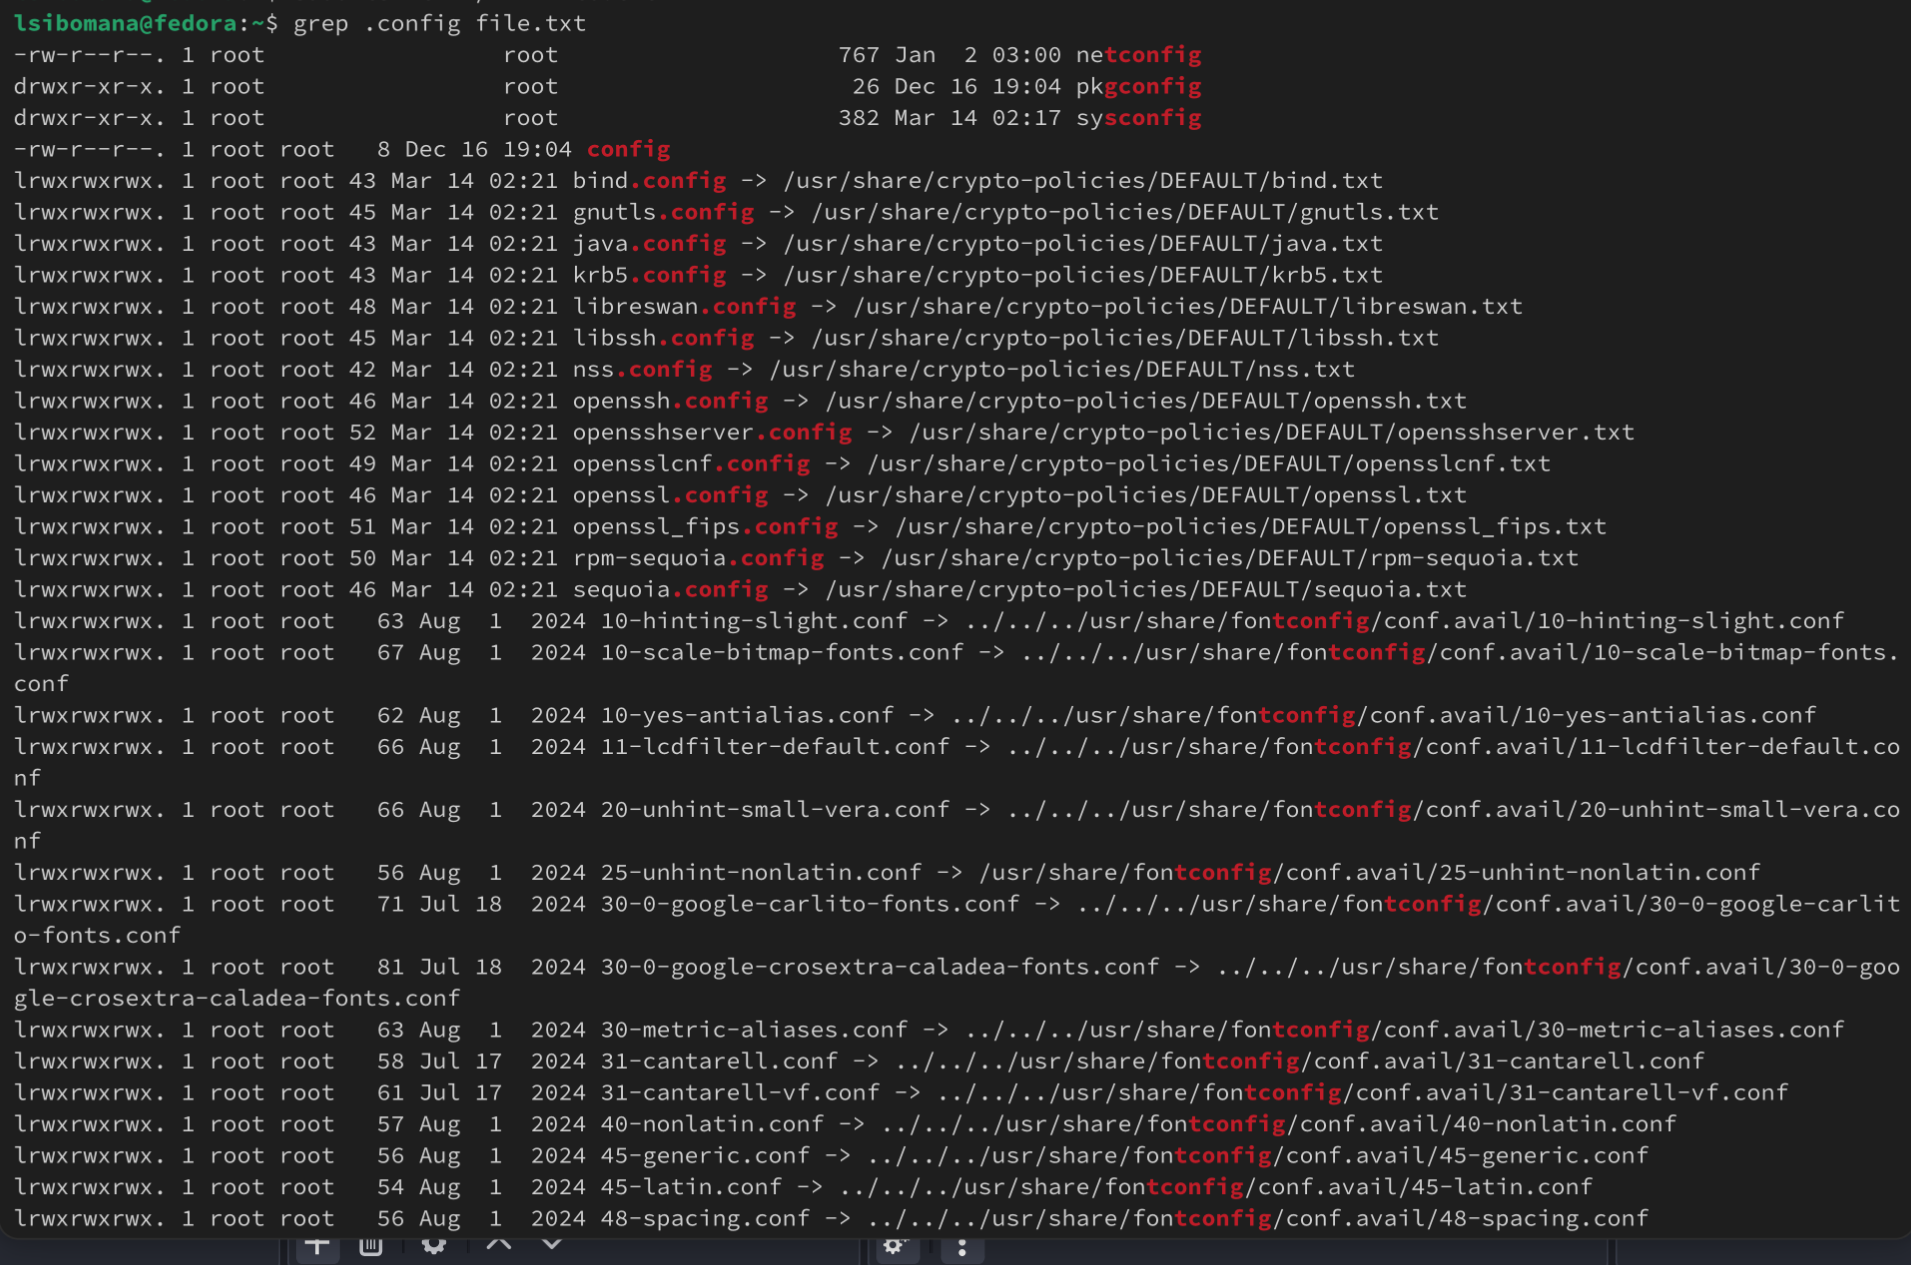 lsibomana@fedora:~$ grep .config file.txt
-rw-r--r--. 1 root                 root                    767 Jan  2 03:00 netconfig
drwxr-xr-x. 1 root                 root                     26 Dec 16 19:04 pkgconfig
drwxr-xr-x. 1 root                 root                    382 Mar 14 02:17 sysconfig
-rw-r--r--. 1 root root   8 Dec 16 19:04 config
lrwxrwxrwx. 1 root root 43 Mar 14 02:21 bind.config -> /usr/share/crypto-policies/DEFAULT/bind.txt
lrwxrwxrwx. 1 root root 45 Mar 14 02:21 gnutls.config -> /usr/share/crypto-policies/DEFAULT/gnutls.txt
lrwxrwxrwx. 1 root root 43 Mar 14 02:21 java.config -> /usr/share/crypto-policies/DEFAULT/java.txt
lrwxrwxrwx. 1 root root 43 Mar 14 02:21 krb5.config -> /usr/share/crypto-policies/DEFAULT/krb5.txt
lrwxrwxrwx. 1 root root 48 Mar 14 02:21 libreswan.config -> /usr/share/crypto-policies/DEFAULT/libreswan.txt
lrwxrwxrwx. 1 root root 45 Mar 14 02:21 libssh.config -> /usr/share/crypto-policies/DEFAULT/libssh.txt
lrwxrwxrwx. 1 root root 42 Mar 14 02:21 nss.config -> /usr/share/crypto-policies/DEFAULT/nss.txt
lrwxrwxrwx. 1 root root 46 Mar 14 02:21 openssh.config -> /usr/share/crypto-policies/DEFAULT/openssh.txt
lrwxrwxrwx. 1 root root 52 Mar 14 02:21 opensshserver.config -> /usr/share/crypto-policies/DEFAULT/opensshserver.txt
lrwxrwxrwx. 1 root root 49 Mar 14 02:21 opensslcnf.config -> /usr/share/crypto-policies/DEFAULT/opensslcnf.txt
lrwxrwxrwx. 1 root root 46 Mar 14 02:21 openssl.config -> /usr/share/crypto-policies/DEFAULT/openssl.txt
lrwxrwxrwx. 1 root root 51 Mar 14 02:21 openssl_fips.config -> /usr/share/crypto-policies/DEFAULT/openssl_fips.txt
lrwxrwxrwx. 1 root root 50 Mar 14 02:21 rpm-sequoia.config -> /usr/share/crypto-policies/DEFAULT/rpm-sequoia.txt
lrwxrwxrwx. 1 root root 46 Mar 14 02:21 sequoia.config -> /usr/share/crypto-policies/DEFAULT/sequoia.txt
lrwxrwxrwx. 1 root root   63 Aug  1  2024 10-hinting-slight.conf -> ../../../usr/share/fontconfig/conf.avail/10-hinting-slight.conf
lrwxrwxrwx. 1 root root   67 Aug  1  2024 10-scale-bitmap-fonts.conf -> ../../../usr/share/fontconfig/conf.avail/10-scale-bitmap-fonts.
conf
lrwxrwxrwx. 1 root root   62 Aug  1  2024 10-yes-antialias.conf -> ../../../usr/share/fontconfig/conf.avail/10-yes-antialias.conf
lrwxrwxrwx. 1 root root   66 Aug  1  2024 11-lcdfilter-default.conf -> ../../../usr/share/fontconfig/conf.avail/11-lcdfilter-default.co
nf
lrwxrwxrwx. 1 root root   66 Aug  1  2024 20-unhint-small-vera.conf -> ../../../usr/share/fontconfig/conf.avail/20-unhint-small-vera.co
nf
lrwxrwxrwx. 1 root root   56 Aug  1  2024 25-unhint-nonlatin.conf -> /usr/share/fontconfig/conf.avail/25-unhint-nonlatin.conf
lrwxrwxrwx. 1 root root   71 Jul 18  2024 30-0-google-carlito-fonts.conf -> ../../../usr/share/fontconfig/conf.avail/30-0-google-carlit
o-fonts.conf
lrwxrwxrwx. 1 root root   81 Jul 18  2024 30-0-google-crosextra-caladea-fonts.conf -> ../../../usr/share/fontconfig/conf.avail/30-0-goo
gle-crosextra-caladea-fonts.conf
lrwxrwxrwx. 1 root root   63 Aug  1  2024 30-metric-aliases.conf -> ../../../usr/share/fontconfig/conf.avail/30-metric-aliases.conf
lrwxrwxrwx. 1 root root   58 Jul 17  2024 31-cantarell.conf -> ../../../usr/share/fontconfig/conf.avail/31-cantarell.conf
lrwxrwxrwx. 1 root root   61 Jul 17  2024 31-cantarell-vf.conf -> ../../../usr/share/fontconfig/conf.avail/31-cantarell-vf.conf
lrwxrwxrwx. 1 root root   57 Aug  1  2024 40-nonlatin.conf -> ../../../usr/share/fontconfig/conf.avail/40-nonlatin.conf
lrwxrwxrwx. 1 root root   56 Aug  1  2024 45-generic.conf -> ../../../usr/share/fontconfig/conf.avail/45-generic.conf
lrwxrwxrwx. 1 root root   54 Aug  1  2024 45-latin.conf -> ../../../usr/share/fontconfig/conf.avail/45-latin.conf
lrwxrwxrwx. 1 root root   56 Aug  1  2024 48-spacing.conf -> ../../../usr/share/fontconfig/conf.avail/48-spacing.conf